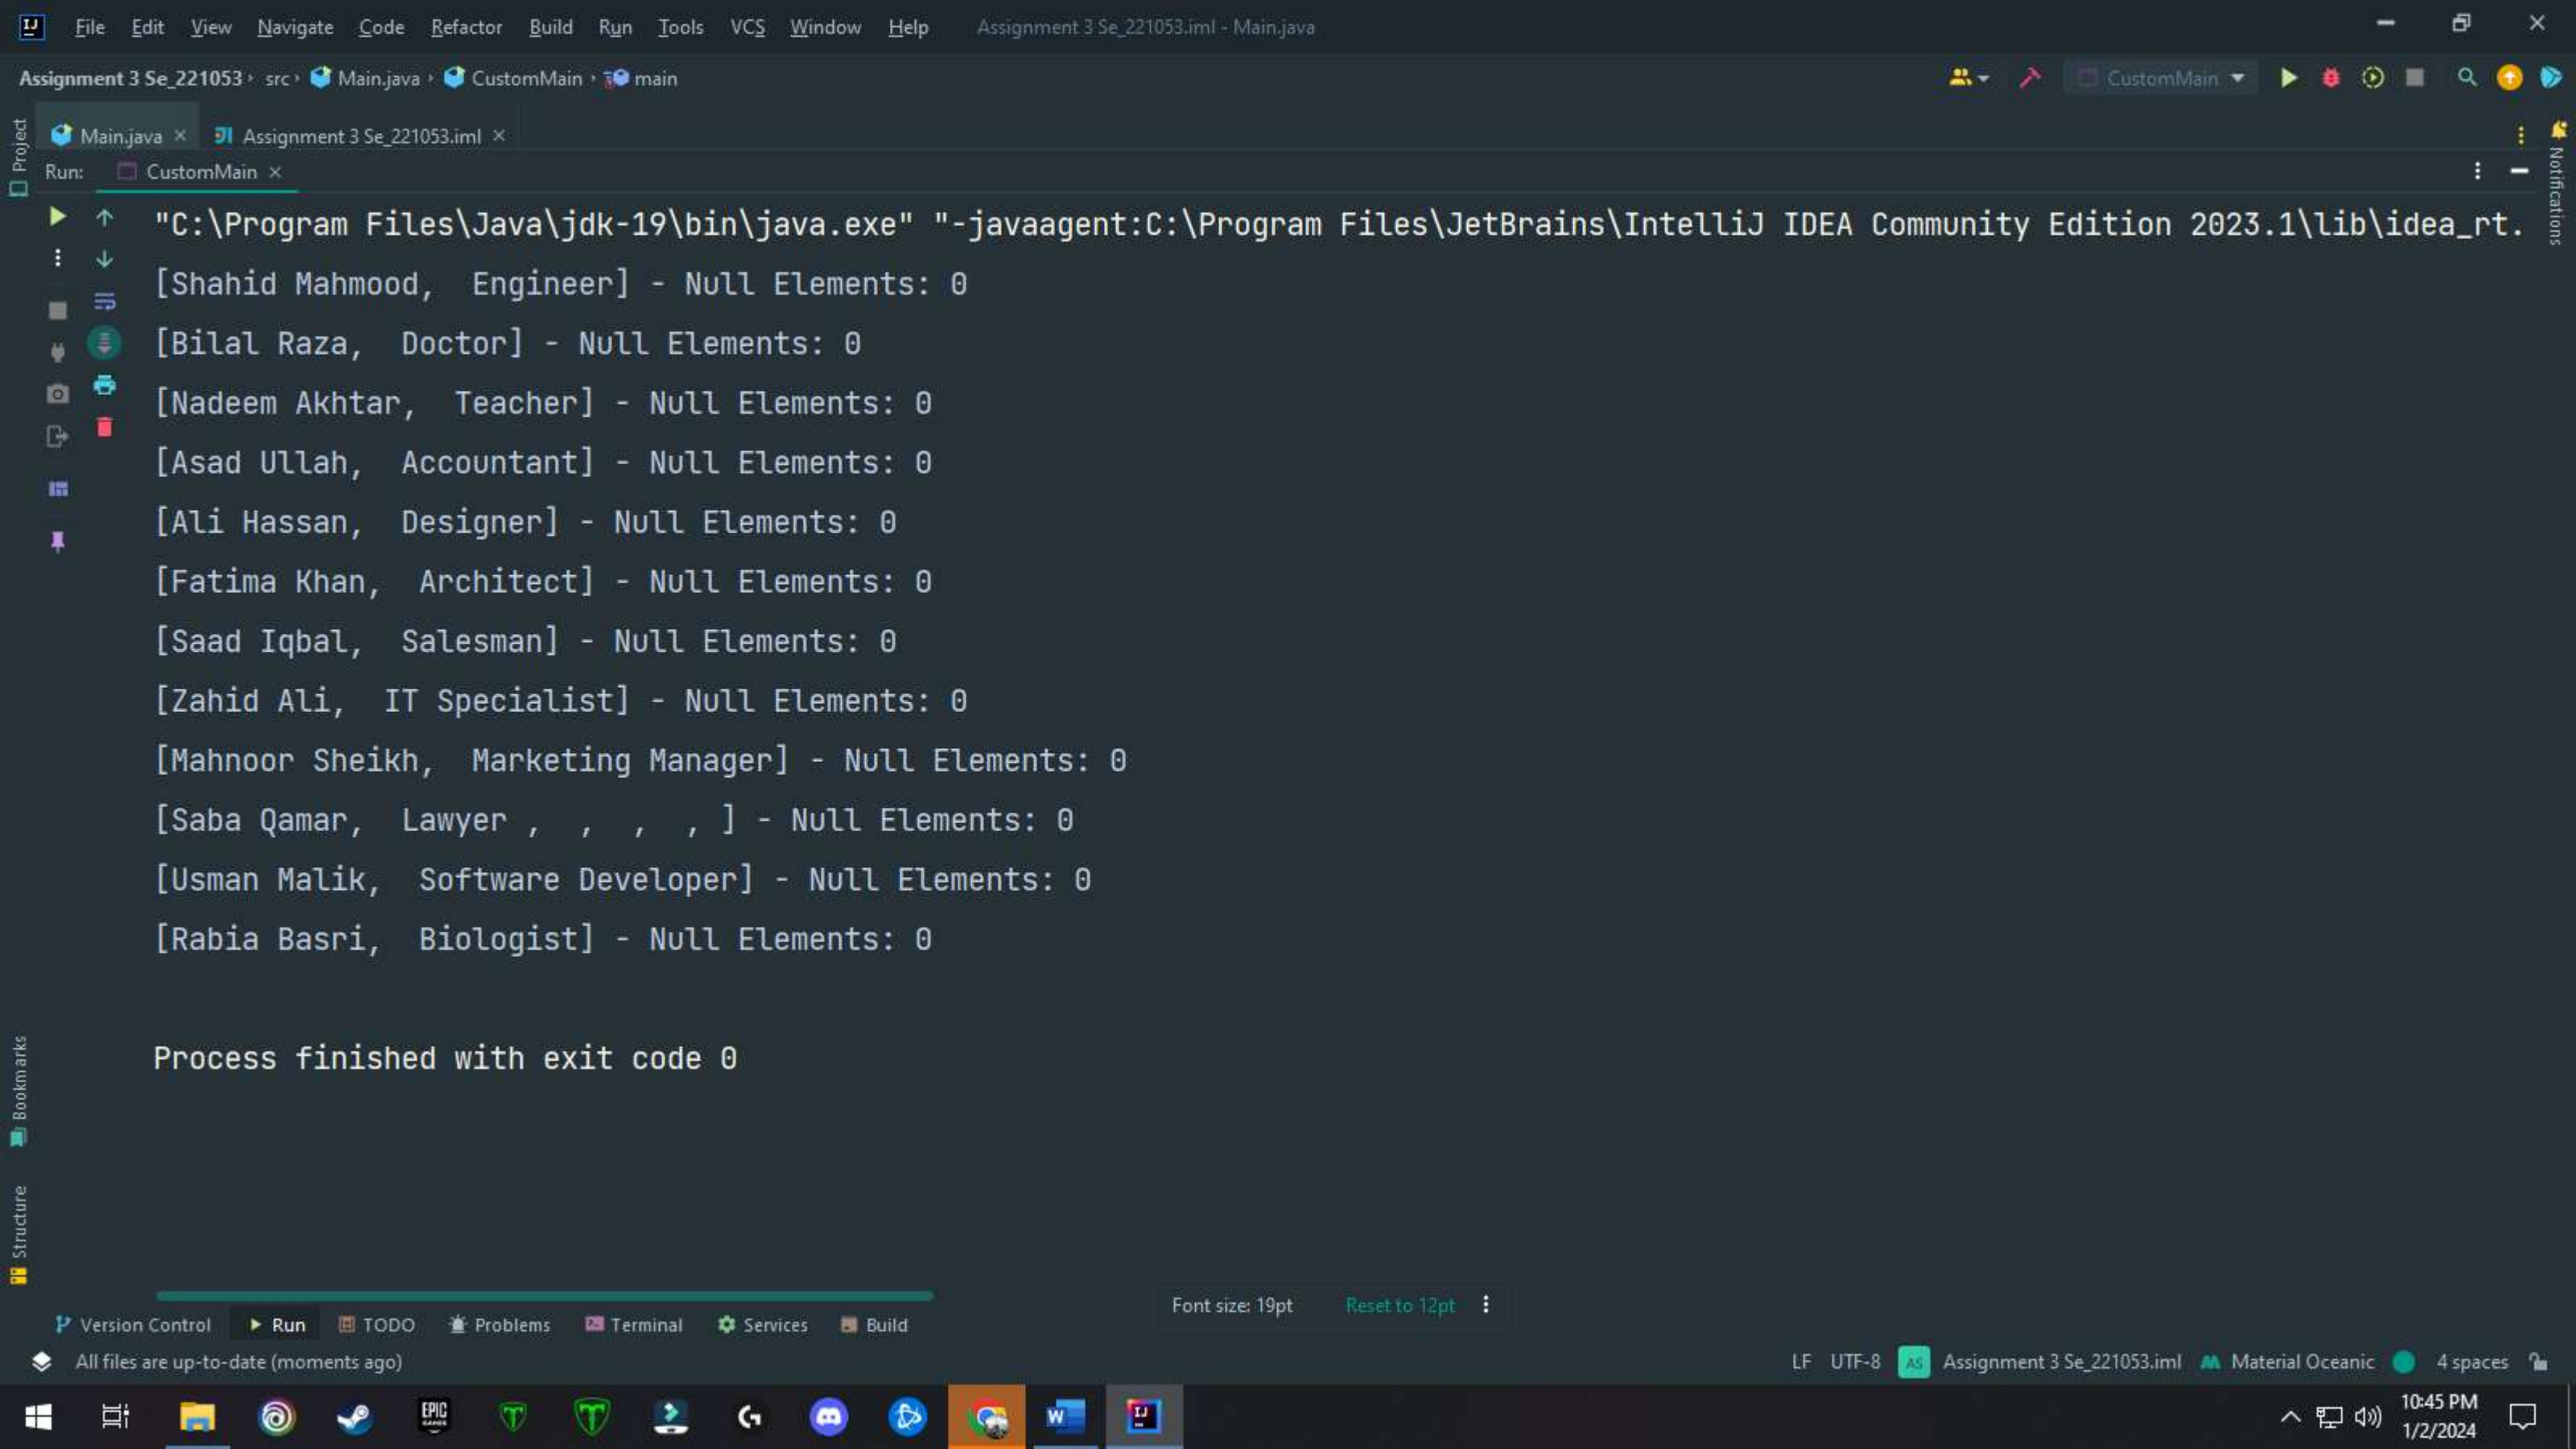 File Edit View Navigate Code Refactor Build Run Tools VCS Window Help Assignment 3 Se_221053.iml - Main.java
Assignment 3 Se_221053 src Main.java CustomMain main CustomMain
Main.java Assignment 3 Se_221053.iml
Project
Notifications
Run: CustomMain
"C:\Program Files\Java\jdk-19\bin\java.exe" "-javaagent:C:\Program Files\JetBrains\IntelliJ IDEA Community Edition 2023.1\lib\idea_rt.
[Shahid Mahmood,  Engineer] - Null Elements: 0
[Bilal Raza,  Doctor] - Null Elements: 0
[Nadeem Akhtar,  Teacher] - Null Elements: 0
[Asad Ullah,  Accountant] - Null Elements: 0
[Ali Hassan,  Designer] - Null Elements: 0
[Fatima Khan,  Architect] - Null Elements: 0
[Saad Iqbal,  Salesman] - Null Elements: 0
[Zahid Ali,  IT Specialist] - Null Elements: 0
[Mahnoor Sheikh,  Marketing Manager] - Null Elements: 0
[Saba Qamar,  Lawyer ,  ,  ,  , ] - Null Elements: 0
[Usman Malik,  Software Developer] - Null Elements: 0
[Rabia Basri,  Biologist] - Null Elements: 0
Process finished with exit code 0
Bookmarks
Structure
Font size: 19pt Reset to 12pt
Version Control Run TODO Problems Terminal Services Build
All files are up-to-date (moments ago) LF UTF-8 AS Assignment 3 Se_221053.iml Material Oceanic 4 spaces
EPIC GAMES
10:45 PM
1/2/2024